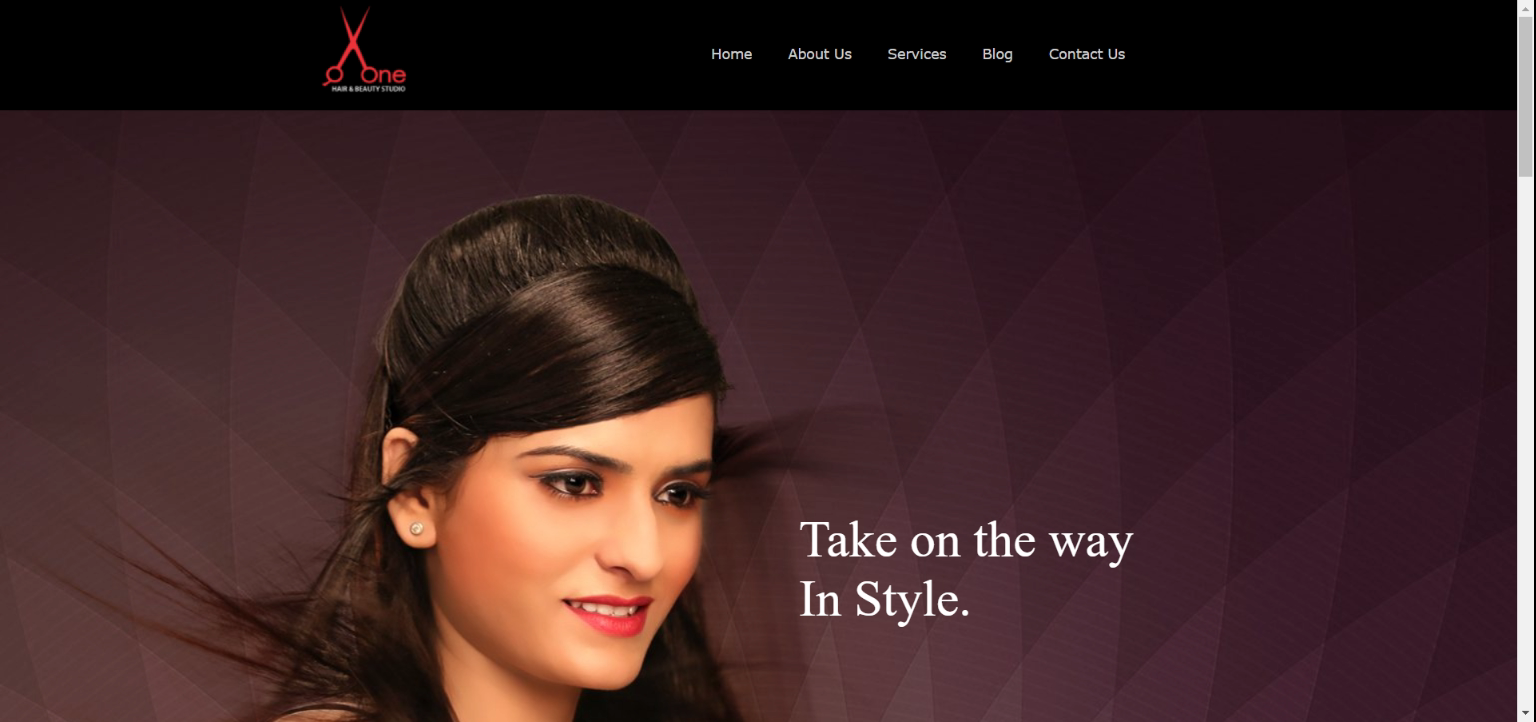 One
HAIR & BEAUTY STUDIO
Home
About Us
Services
Blog
Contact Us
Take on the way
In Style.